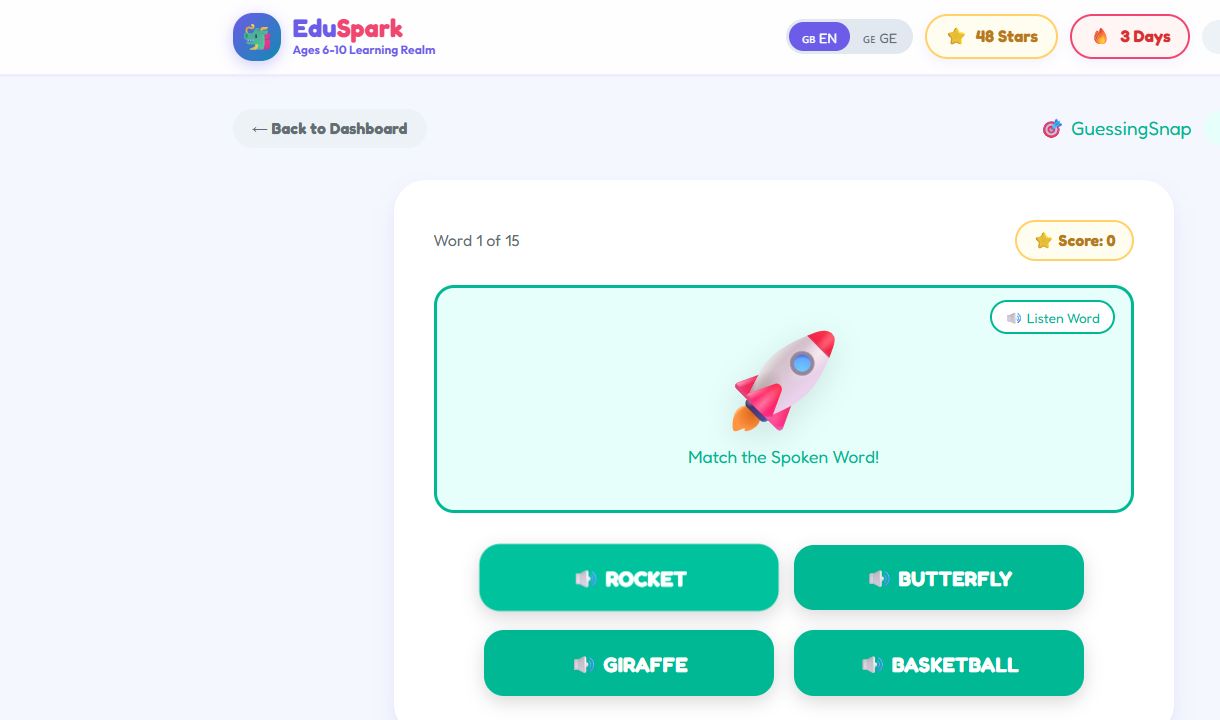 EduSpark
Ages 6-10 Learning Realm
GB EN
GE GE
48 Stars
3 Days
← Back to Dashboard
GuessingSnap
Word 1 of 15
Score: 0
Listen Word
Match the Spoken Word!
ROCKET
BUTTERFLY
GIRAFFE
BASKETBALL